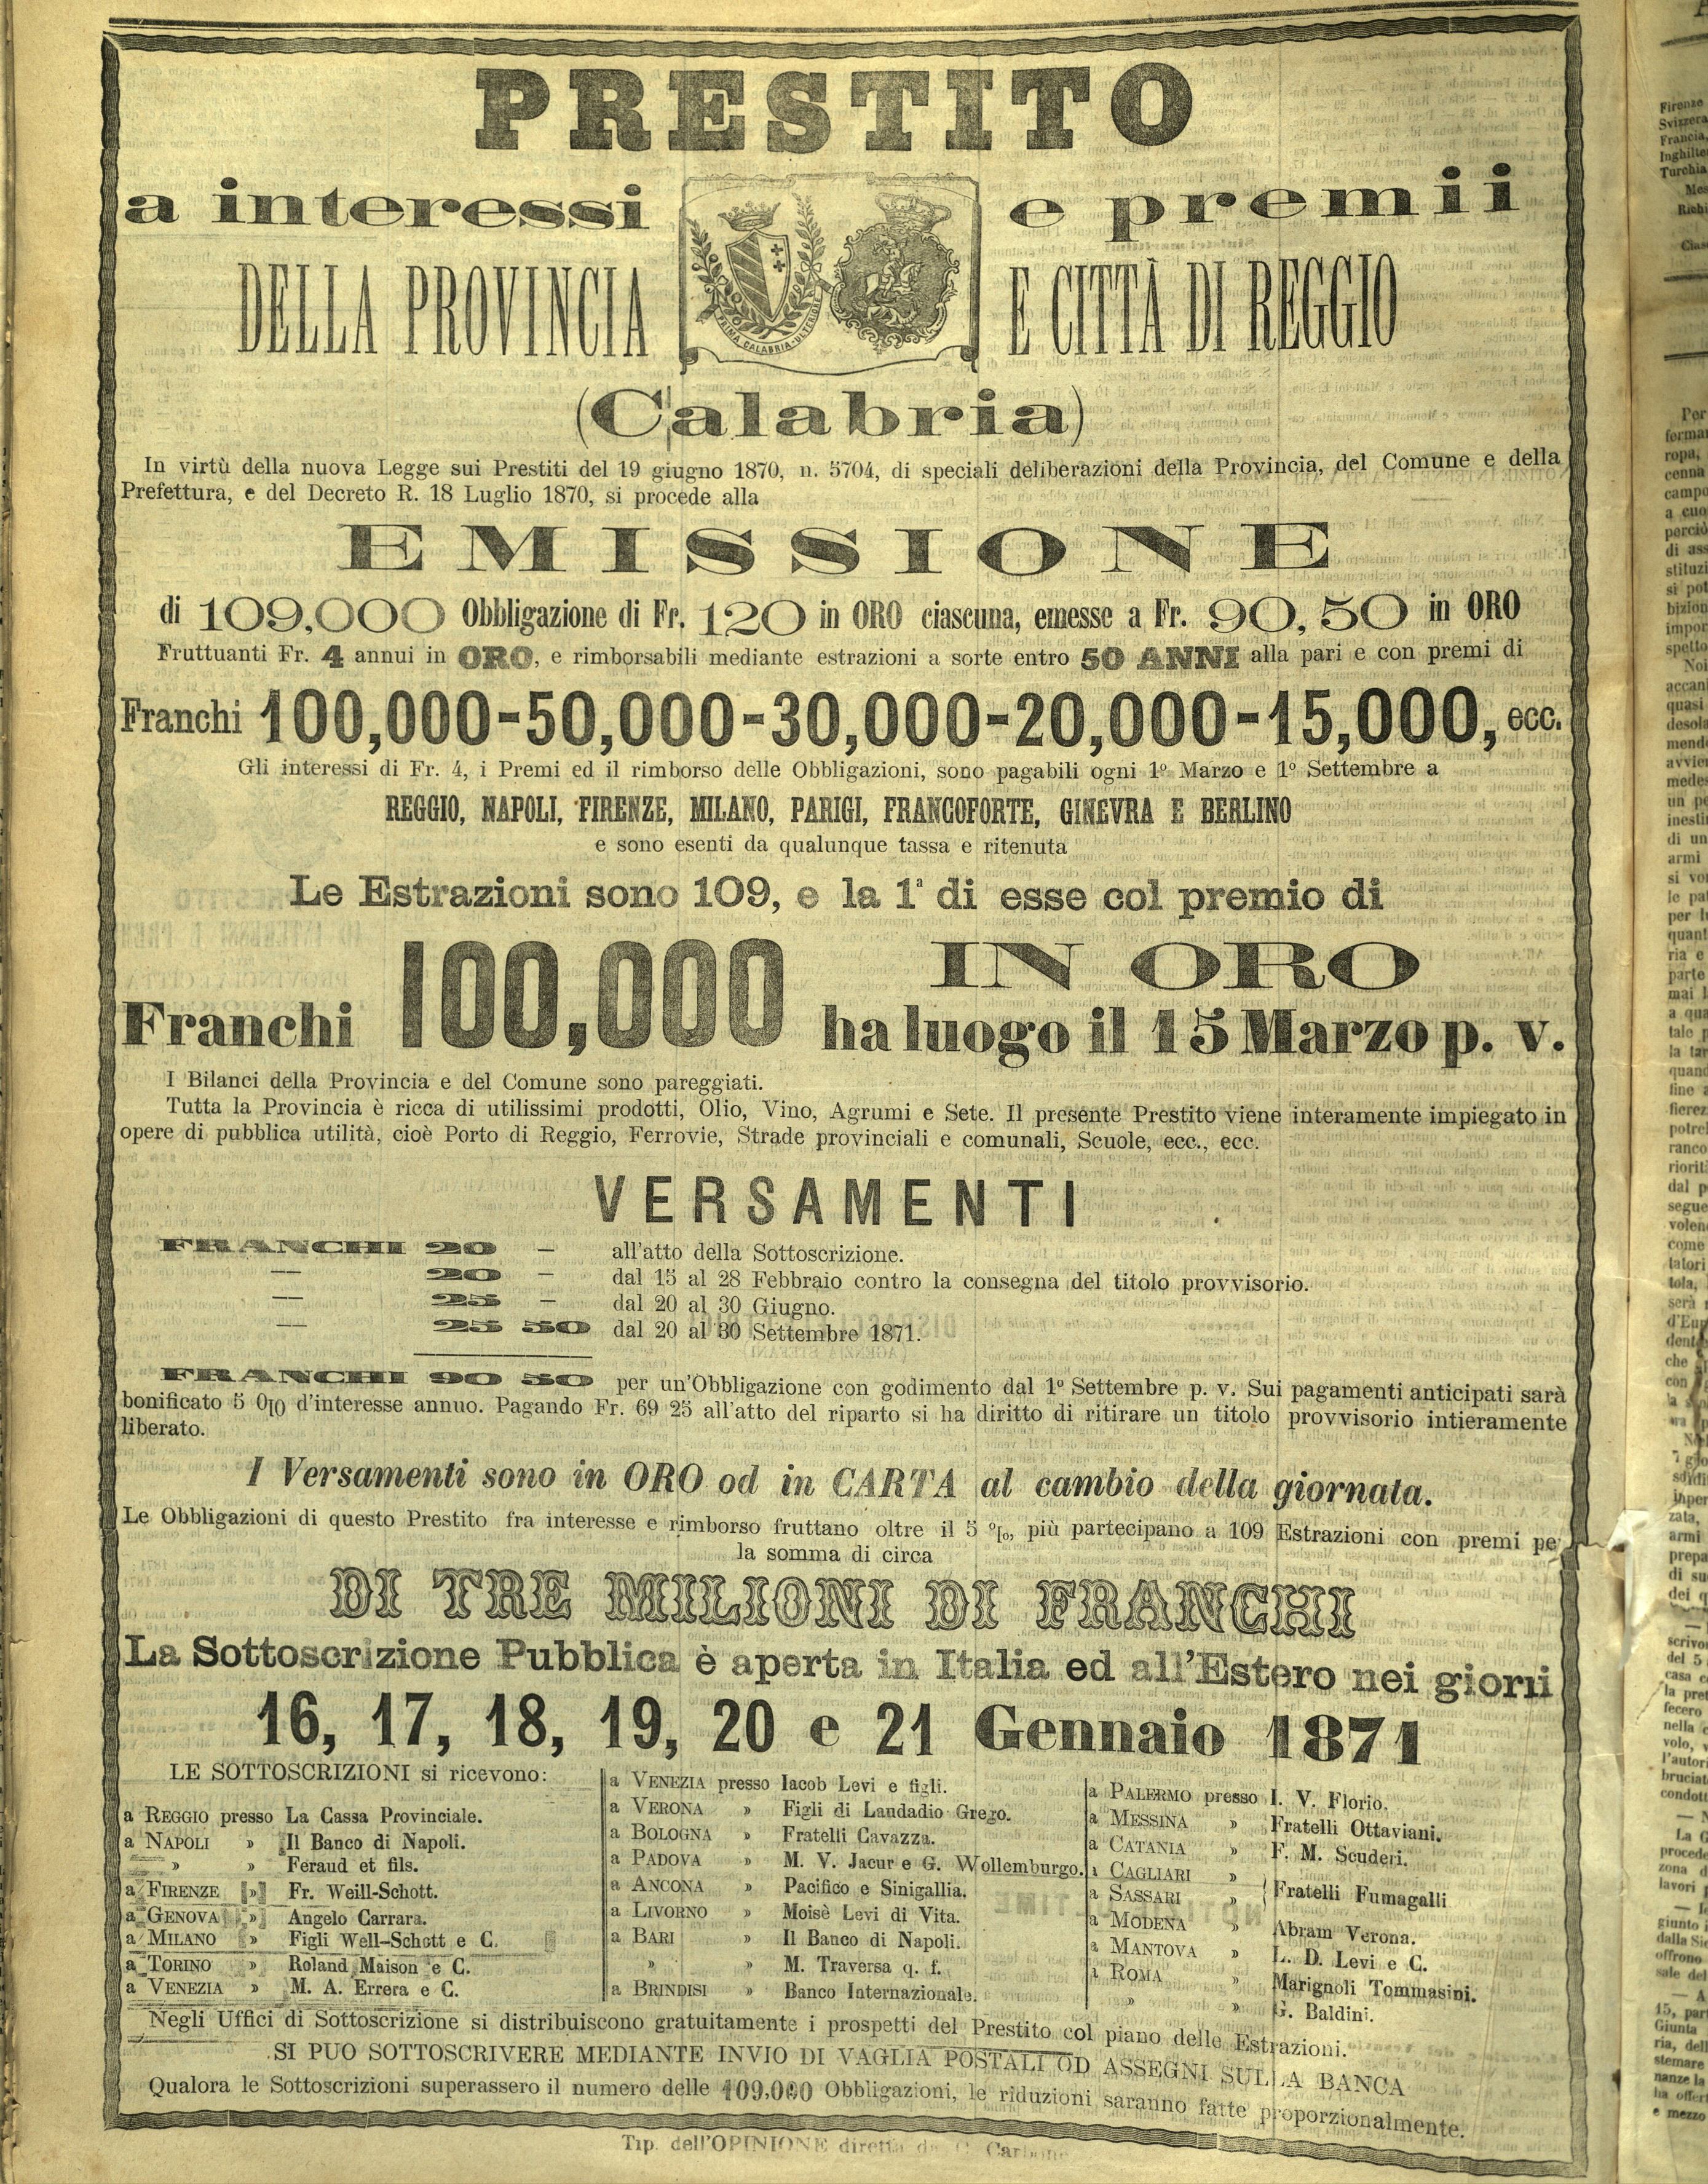 PRESTITO
a interessi e premii
DELLA PROVINCIA E CITTÀ DI REGGIO
PRIMA CALABRIA ULTERIORE
(Calabria)
In virtù della nuova Legge sui Prestiti del 19 giugno 1870, n. 5704, di speciali deliberazioni della Provincia, del Comune e della
Prefettura, e del Decreto R. 18 Luglio 1870, si procede alla
EMISSIONE
di 109,000 Obbligazione di Fr. 120 in ORO ciascuna, emesse a Fr. 90,50 in ORO
Fruttuanti Fr. 4 annui in ORO, e rimborsabili mediante estrazioni a sorte entro 50 ANNI alla pari e con premi di
Franchi 100,000-50,000-30,000-20,000-15,000, ecc.
Gli interessi di Fr. 4, i Premi ed il rimborso delle Obbligazioni, sono pagabili ogni 1º Marzo e 1º Settembre a
REGGIO, NAPOLI, FIRENZE, MILANO, PARIGI, FRANCOFORTE, GINEVRA E BERLINO
e sono esenti da qualunque tassa e ritenuta
Le Estrazioni sono 109, e la 1ª di esse col premio di
Franchi 100,000 IN ORO
ha luogo il 15 Marzo p. v.
I Bilanci della Provincia e del Comune sono pareggiati.
Tutta la Provincia è ricca di utilissimi prodotti, Olio, Vino, Agrumi e Sete. Il presente Prestito viene interamente impiegato in
opere di pubblica utilità, cioè Porto di Reggio, Ferrovie, Strade provinciali e comunali, Scuole, ecc., ecc.
VERSAMENTI
FRANCHI 20 — all'atto della Sottoscrizione.
— 20 — dal 15 al 28 Febbraio contro la consegna del titolo provvisorio.
— 25 — dal 20 al 30 Giugno.
— 25 50 dal 20 al 30 Settembre 1871.
FRANCHI 90 50 per un'Obbligazione con godimento dal 1º Settembre p. v. Sui pagamenti anticipati sarà
bonificato 5 0|0 d'interesse annuo. Pagando Fr. 69 25 all'atto del riparto si ha diritto di ritirare un titolo provvisorio intieramente
liberato.
I Versamenti sono in ORO od in CARTA al cambio della giornata.
Le Obbligazioni di questo Prestito fra interesse e rimborso fruttano oltre il 5 %, più partecipano a 109 Estrazioni con premi pe
la somma di circa
DI TRE MILIONI DI FRANCHI
La Sottoscrizione Pubblica è aperta in Italia ed all'Estero nei giorni
16, 17, 18, 19, 20 e 21 Gennaio 1871
LE SOTTOSCRIZIONI si ricevono:
a REGGIO presso La Cassa Provinciale.
a NAPOLI » Il Banco di Napoli.
» » Feraud et fils.
a FIRENZE » Fr. Weill-Schott.
a GENOVA » Angelo Carrara.
a MILANO » Figli Well-Schott e C.
a TORINO » Roland Maison e C.
a VENEZIA » M. A. Errera e C.
a VENEZIA presso Iacob Levi e figli.
a VERONA » Figli di Laudadio Grego.
a BOLOGNA » Fratelli Cavazza.
a PADOVA » M. V. Jacur e G. Wollemburgo.
a ANCONA » Pacifico e Sinigallia.
a LIVORNO » Moisè Levi di Vita.
a BARI » Il Banco di Napoli.
» » M. Traversa q. f.
a BRINDISI » Banco Internazionale.
a PALERMO presso I. V. Florio.
a MESSINA » Fratelli Ottaviani.
a CATANIA » F. M. Scuderi.
a CAGLIARI »
a SASSARI » Fratelli Fumagalli
a MODENA » Abram Verona.
a MANTOVA » L. D. Levi e C.
a ROMA » Marignoli Tommasini.
» » G. Baldini.
Negli Uffici di Sottoscrizione si distribuiscono gratuitamente i prospetti del Prestito col piano delle Estrazioni.
SI PUO SOTTOSCRIVERE MEDIANTE INVIO DI VAGLIA POSTALI OD ASSEGNI SULLA BANCA
Qualora le Sottoscrizioni superassero il numero delle 109,000 Obbligazioni, le riduzioni saranno fatte proporzionalmente.
Tip. dell'OPINIONE diretta da C. Carbone